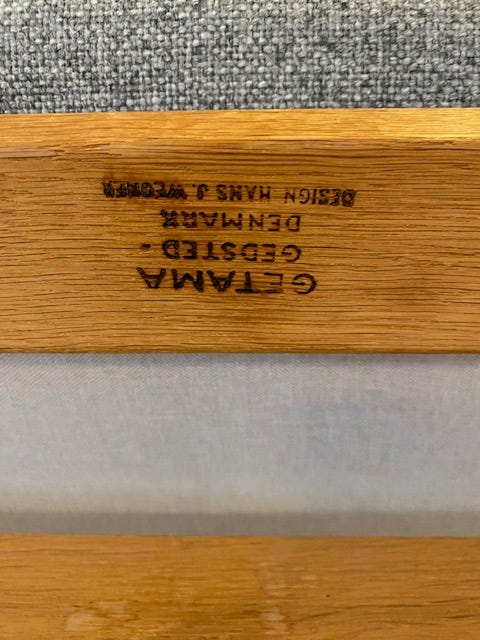 GETAMA
GEDSTED.
DENMARK
DESIGN HANS J. WEGNER